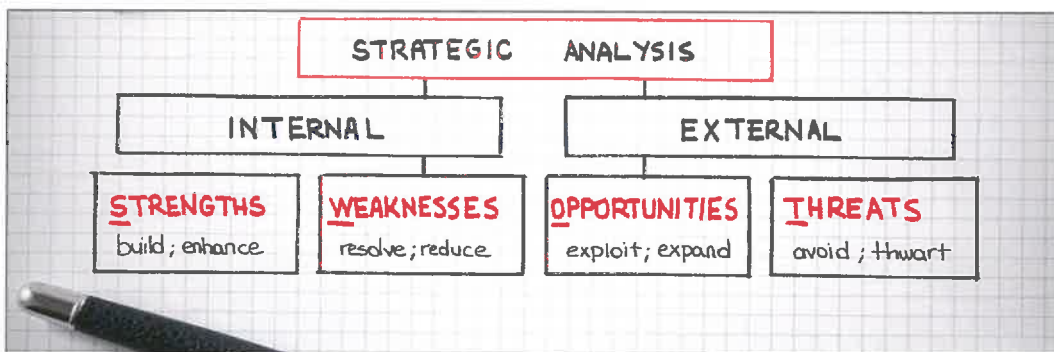 STRATEGIC ANALYSIS
INTERNAL
EXTERNAL
STRENGTHS
build; enhance
WEAKNESSES
resolve; reduce
OPPORTUNITIES
exploit; expand
THREATS
avoid; thwart